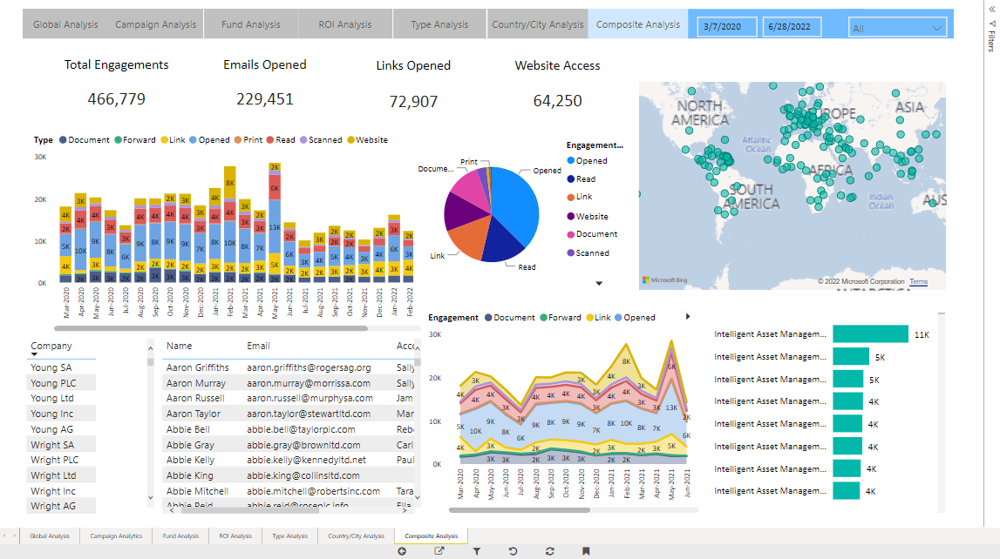 Global Analysis
Campaign Analysis
Fund Analysis
ROI Analysis
Type Analysis
Country/City Analysis
Composite Analysis
3/7/2020
6/28/2022
All
Filters
Total Engagements
466,779
Emails Opened
229,451
Links Opened
72,907
Website Access
64,250
Type Document Forward Link Opened Print Read Scanned Website
30K
20K
10K
0K
Mar-2020 Apr-2020 May-2020 Jun-2020 Jul-2020 Aug-2020 Sep-2020 Oct-2020 Nov-2020 Dec-2020 Jan-2021 Feb-2021 Mar-2021 Apr-2021 May-2021 Jun-2021 Jul-2021 Aug-2021 Sep-2021 Oct-2021 Nov-2021 Dec-2021 Jan-2022 Feb-2022
Print
Docume...
Opened
Link
Read
Engagement...
Opened
Read
Link
Website
Document
Scanned
NORTH
AMERICA
Atlantic
Ocean
EUROPE
ASIA
AFRICA
SOUTH
AMERICA
Indian
Ocean
AUS
Microsoft Bing
© 2022 Microsoft Corporation Terms
ANTARCTICA
Company
Young SA
Young PLC
Young Ltd
Young Inc
Young AG
Wright SA
Wright PLC
Wright Ltd
Wright Inc
Wright AG
Name Email Acc
Aaron Griffiths aaron.griffiths@rogersag.org Sally
Aaron Murray aaron.murray@morrissa.com Sally
Aaron Russell aaron.russell@murphysa.com Jam
Aaron Taylor aaron.taylor@stewartltd.com Mar
Abbie Bell abbie.bell@taylorplc.com Reb
Abbie Gray abbie.gray@brownltd.com Carl
Abbie Kelly abbie.kelly@kennedyltd.net Paul
Abbie King abbie.king@collinsltd.com
Abbie Mitchell abbie.mitchell@robertsinc.com Tara
Abbie Reid abbie.reid@rosepic.info Ella
Engagement Document Forward Link Opened
30K
20K
10K
0K
Mar-2020 Apr-2020 May-2020 Jun-2020 Jul-2020 Aug-2020 Sep-2020 Oct-2020 Nov-2020 Dec-2020 Jan-2021 Feb-2021 Mar-2021 Apr-2021 May-2021 Jun-2021
Intelligent Asset Managem... 11K
Intelligent Asset Managem... 5K
Intelligent Asset Managem... 5K
Intelligent Asset Managem... 4K
Intelligent Asset Managem... 4K
Intelligent Asset Managem... 4K
Intelligent Asset Managem... 4K
Intelligent Asset Managem... 4K
Global Analysis
Campaign Analytics
Fund Analysis
ROI Analysis
Type Analysis
Country/City Analysis
Composite Analysis